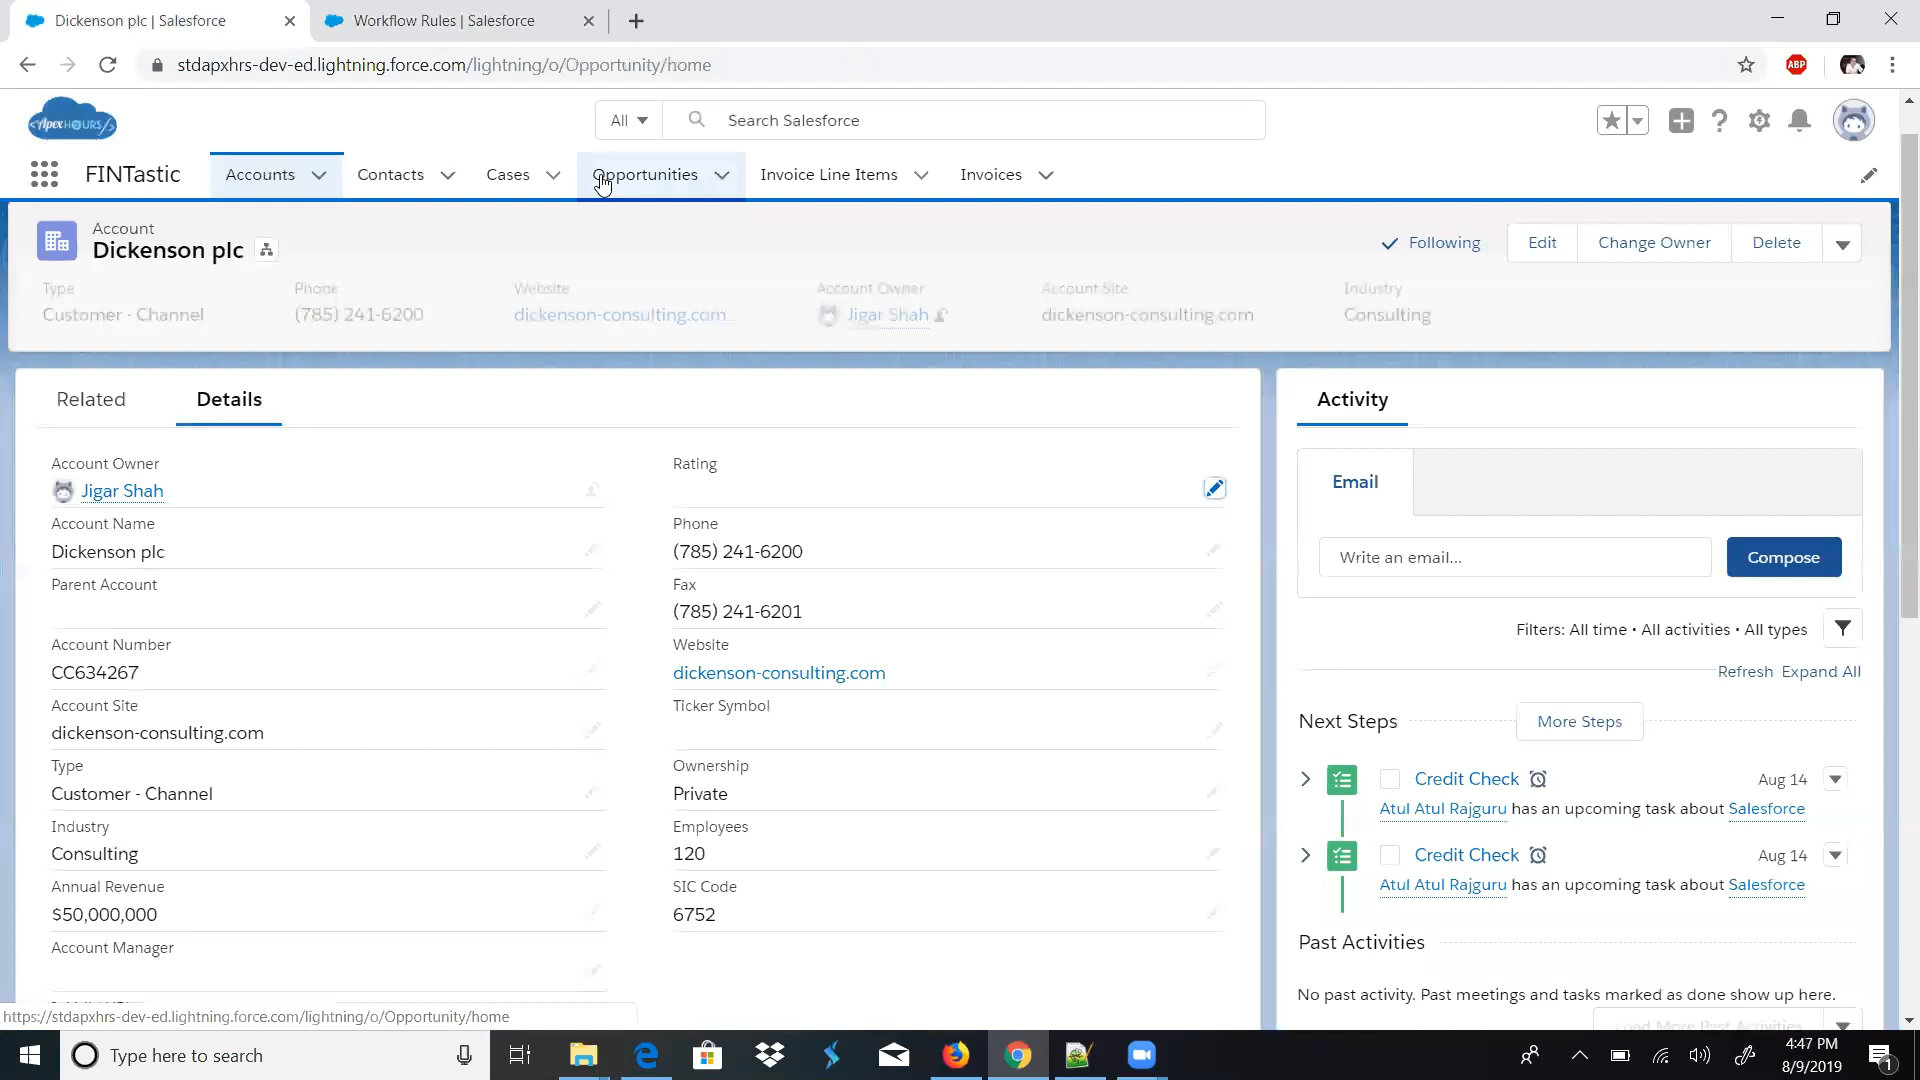 Dickenson plc | Salesforce
Workflow Rules | Salesforce
stdapxhrs-dev-ed.lightning.force.com/lightning/o/Opportunity/home
ABP
<ApexHOURS/>
All
Search Salesforce
FINTastic
Accounts
Contacts
Cases
Opportunities
Invoice Line Items
Invoices
Account
Dickenson plc
Following
Edit
Change Owner
Delete
Type
Phone
Website
Account Owner
Account Site
Industry
Customer - Channel
(785) 241-6200
dickenson-consulting.com
Jigar Shah
dickenson-consulting.com
Consulting
Related
Details
Account Owner
Jigar Shah
Rating
Account Name
Dickenson plc
Phone
(785) 241-6200
Parent Account
Fax
(785) 241-6201
Account Number
CC634267
Website
dickenson-consulting.com
Account Site
dickenson-consulting.com
Ticker Symbol
Type
Customer - Channel
Ownership
Private
Industry
Consulting
Employees
120
Annual Revenue
$50,000,000
SIC Code
6752
Account Manager
Activity
Email
Write an email...
Compose
Filters: All time • All activities • All types
Refresh
Expand All
Next Steps
More Steps
Credit Check
Aug 14
Atul Atul Rajguru has an upcoming task about Salesforce
Credit Check
Aug 14
Atul Atul Rajguru has an upcoming task about Salesforce
Past Activities
No past activity. Past meetings and tasks marked as done show up here.
Load More Past Activities
https://stdapxhrs-dev-ed.lightning.force.com/lightning/o/Opportunity/home
Type here to search
4:47 PM
8/9/2019
1